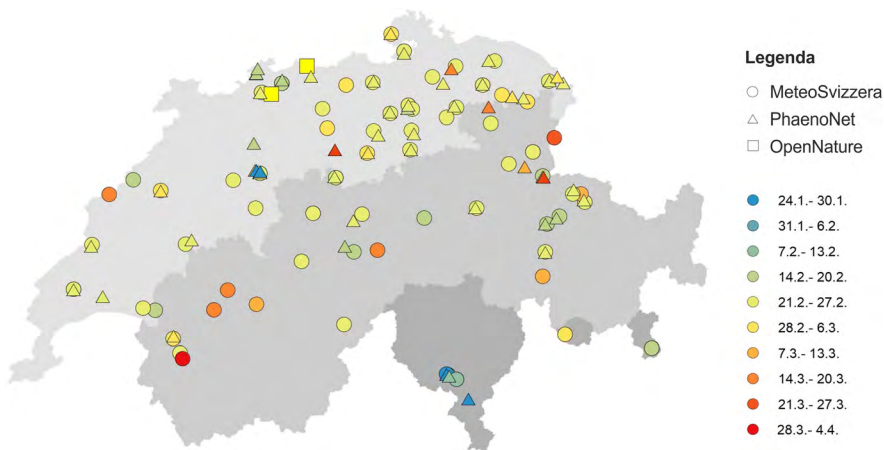 Legenda
MeteoSvizzera
PhaenoNet
OpenNature
24.1.- 30.1.
31.1.- 6.2.
7.2.- 13.2.
14.2.- 20.2.
21.2.- 27.2.
28.2.- 6.3.
7.3.- 13.3.
14.3.- 20.3.
21.3.- 27.3.
28.3.- 4.4.